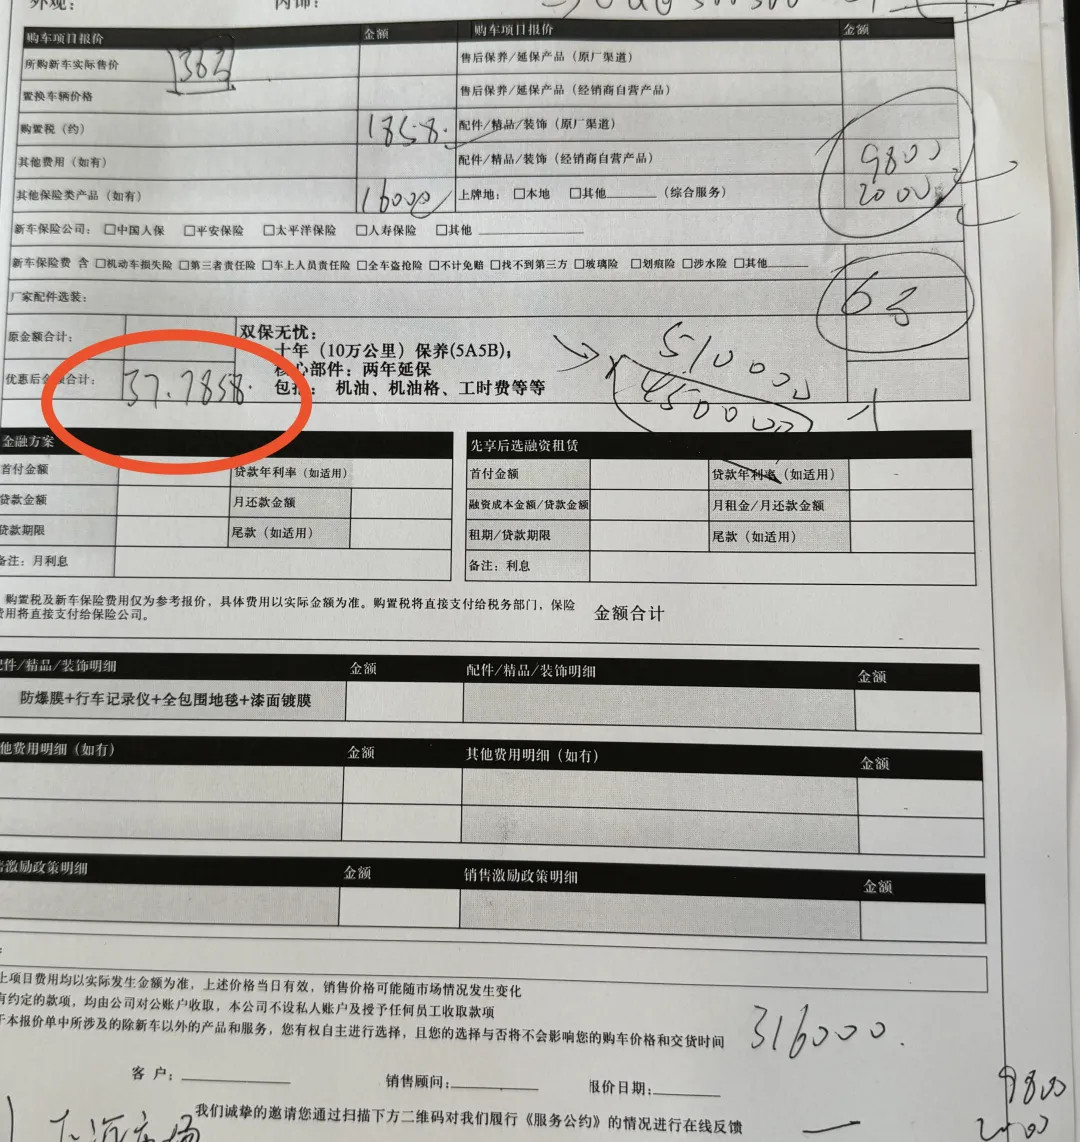 外观：
内饰：
购车项目报价 金额 购车项目报价 金额
所购新车实际售价 售后保养/延保产品（原厂渠道）
置换车辆价格 售后保养/延保产品（经销商自营产品）
购置税（约） 1858. 配件/精品/装饰（原厂渠道）
其他费用（如有） 配件/精品/装饰（经销商自营产品） 9800
其他保险类产品（如有） 16000 上牌地： □本地 □其他______（综合服务） 2000
新车保险公司： □中国人保 □平安保险 □太平洋保险 □人寿保险 □其他
新车保险费 含 □机动车损失险 □第三者责任险 □车上人员责任险 □全车盗抢险 □不计免赔 □找不到第三方 □玻璃险 □划痕险 □涉水险 □其他
厂家配件选装：
68
原金额合计：
优惠后金额合计： 37.7858.
双保无忧：
十年（10万公里）保养(5A5B)；
核心部件：两年延保
包括： 机油、机油格、工时费等等
51000
450000
金融方案 先享后选融资租赁
首付金额 贷款年利率（如适用） 首付金额 贷款年利率（如适用）
贷款金额 月还款金额 融资成本金额/贷款金额 月租金/月还款金额
贷款期限 尾款（如适用） 租期/贷款期限 尾款（如适用）
备注：月利息 备注：利息
购置税及新车保险费用仅为参考报价，具体费用以实际金额为准。购置税将直接支付给税务部门，保险
费用将直接支付给保险公司。
金额合计
配件/精品/装饰明细 金额 配件/精品/装饰明细 金额
防爆膜+行车记录仪+全包围地毯+漆面镀膜
他费用明细（如有） 金额 其他费用明细（如有） 金额
售激励政策明细 金额 销售激励政策明细 金额
上项目费用均以实际发生金额为准，上述价格当日有效，销售价格可能随市场情况发生变化
有约定的款项，均由公司对公账户收取，本公司不设私人账户及授予任何员工收取款项
于本报价单中所涉及的除新车以外的产品和服务，您有权自主进行选择，且您的选择与否将不会影响您的购车价格和交货时间
316000.
客 户： 销售顾问： 报价日期：
9800
我们诚挚的邀请您通过扫描下方二维码对我们履行《服务公约》的情况进行在线反馈
2000